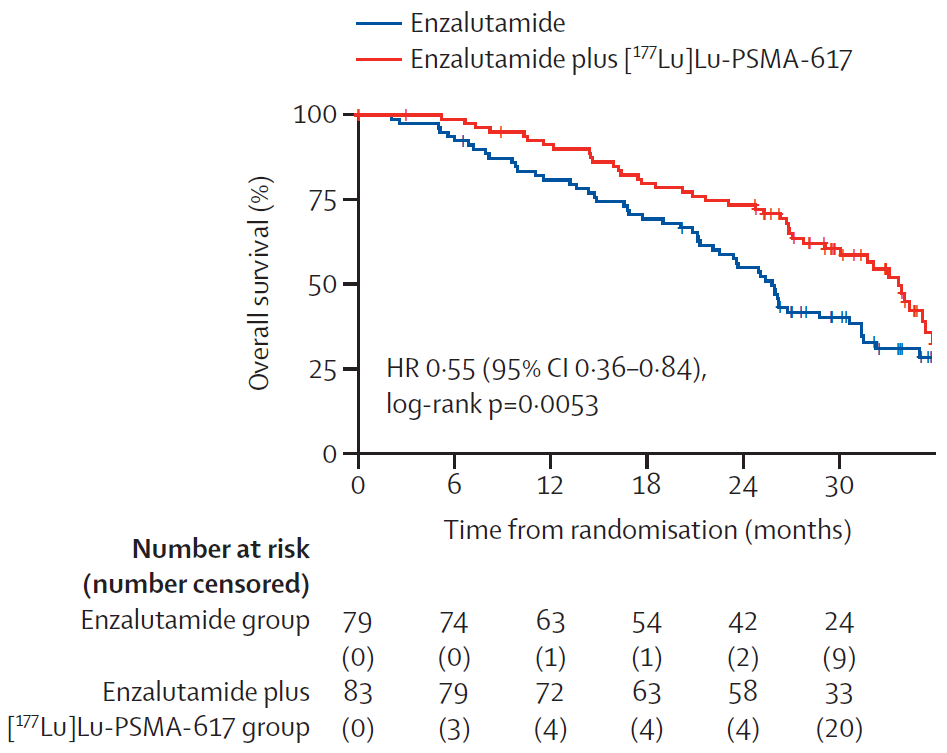 Enzalutamide
Enzalutamide plus [¹⁷⁷Lu]Lu-PSMA-617
100
75
50
25
0
Overall survival (%)
HR 0·55 (95% CI 0·36–0·84),
log-rank p=0·0053
0 6 12 18 24 30
Time from randomisation (months)
Number at risk
(number censored)
Enzalutamide group 79 74 63 54 42 24
(0) (0) (1) (1) (2) (9)
Enzalutamide plus 83 79 72 63 58 33
[¹⁷⁷Lu]Lu-PSMA-617 group (0) (3) (4) (4) (4) (20)